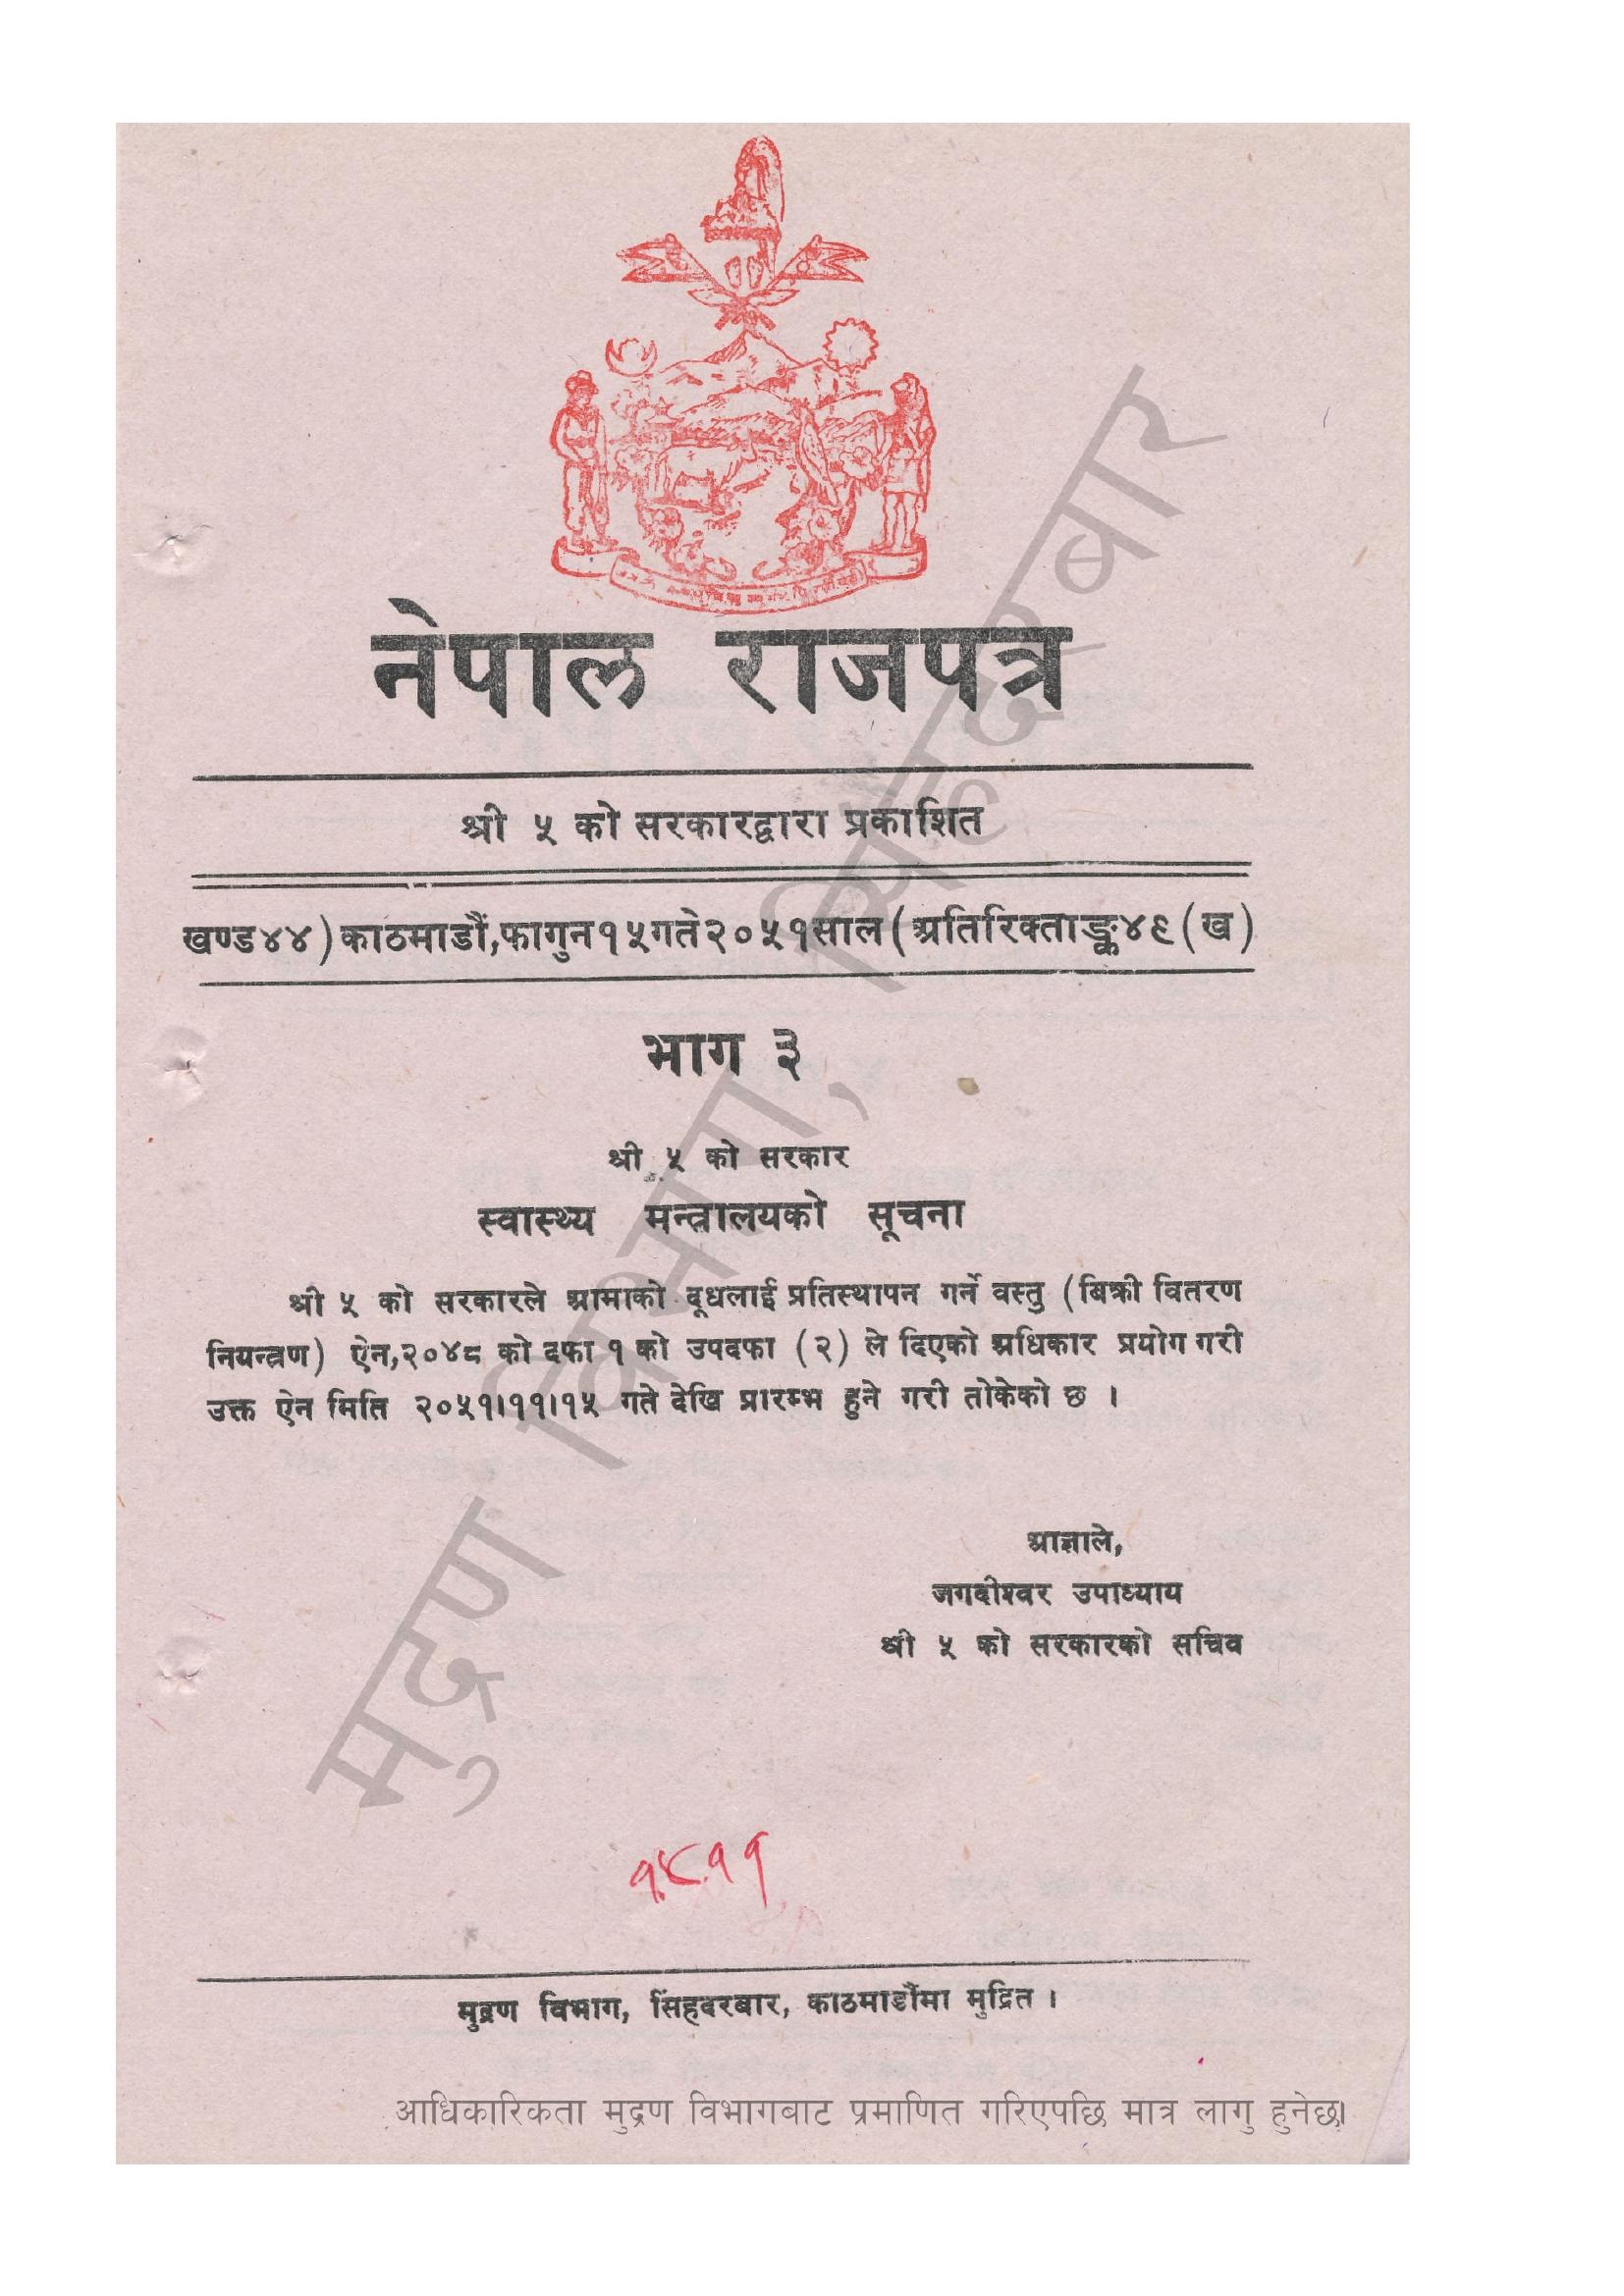 नेपाल राजपत्र
श्री ५ को सरकारद्वारा प्रकाशित
खण्ड ४४) काठमाडौं, फागुन १५ गते २०५१ साल (अतिरिक्ताङ्क ४९ (ख)
भाग ३
श्री ५ को सरकार
स्वास्थ्य मन्त्रालयको सूचना
श्री ५ को सरकारले आमाको दूधलाई प्रतिस्थापन गर्ने वस्तु (बिक्री वितरण
नियन्त्रण) ऐन, २०४८ को दफा १ को उपदफा (२) ले दिएको अधिकार प्रयोग गरी
उक्त ऐन मिति २०५१।११।१५ गते देखि प्रारम्भ हुने गरी तोकेको छ ।
आज्ञाले,
जगदीश्वर उपाध्याय
श्री ५ को सरकारको सचिव
मुद्रण विभाग, सिंहदरबार, काठमाडौंमा मुद्रित ।
आधिकारिकता मुद्रण विभागबाट प्रमाणित गरिएपछि मात्र लागु हुनेछ।
मुद्रण विभाग, सिंहदरबार